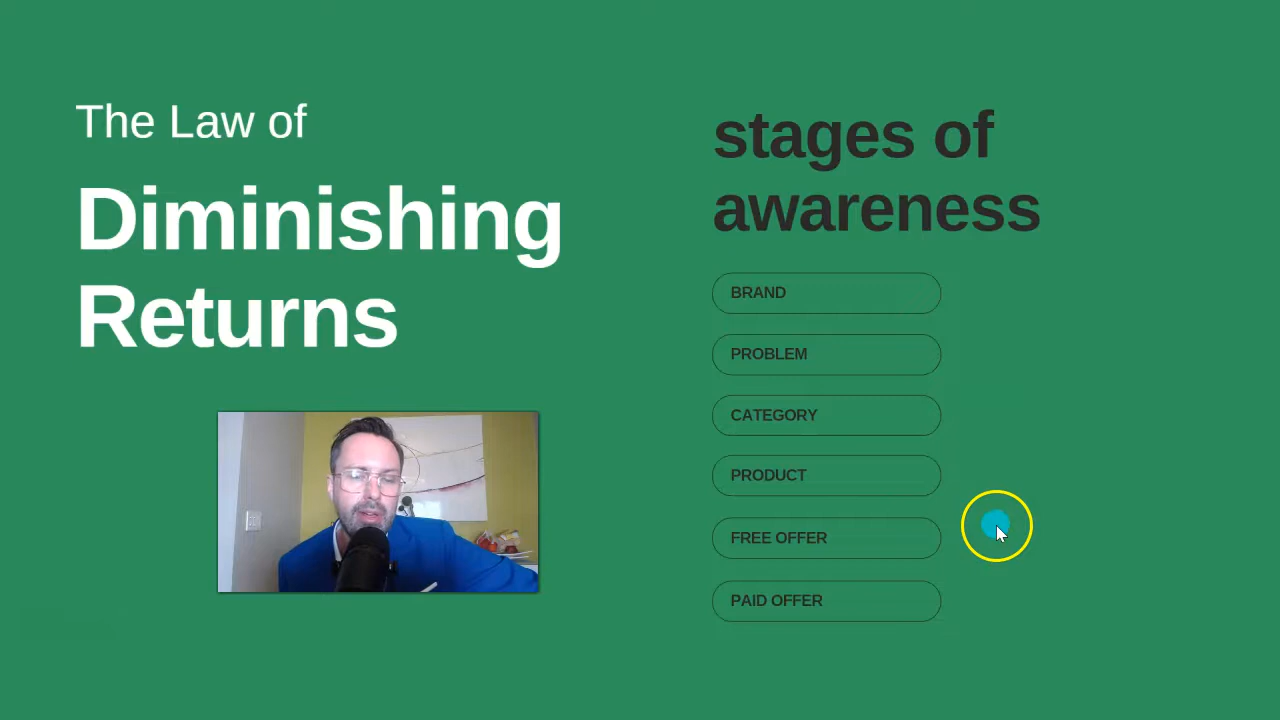 The Law of
Diminishing
Returns
stages of
awareness
BRAND
PROBLEM
CATEGORY
PRODUCT
FREE OFFER
PAID OFFER